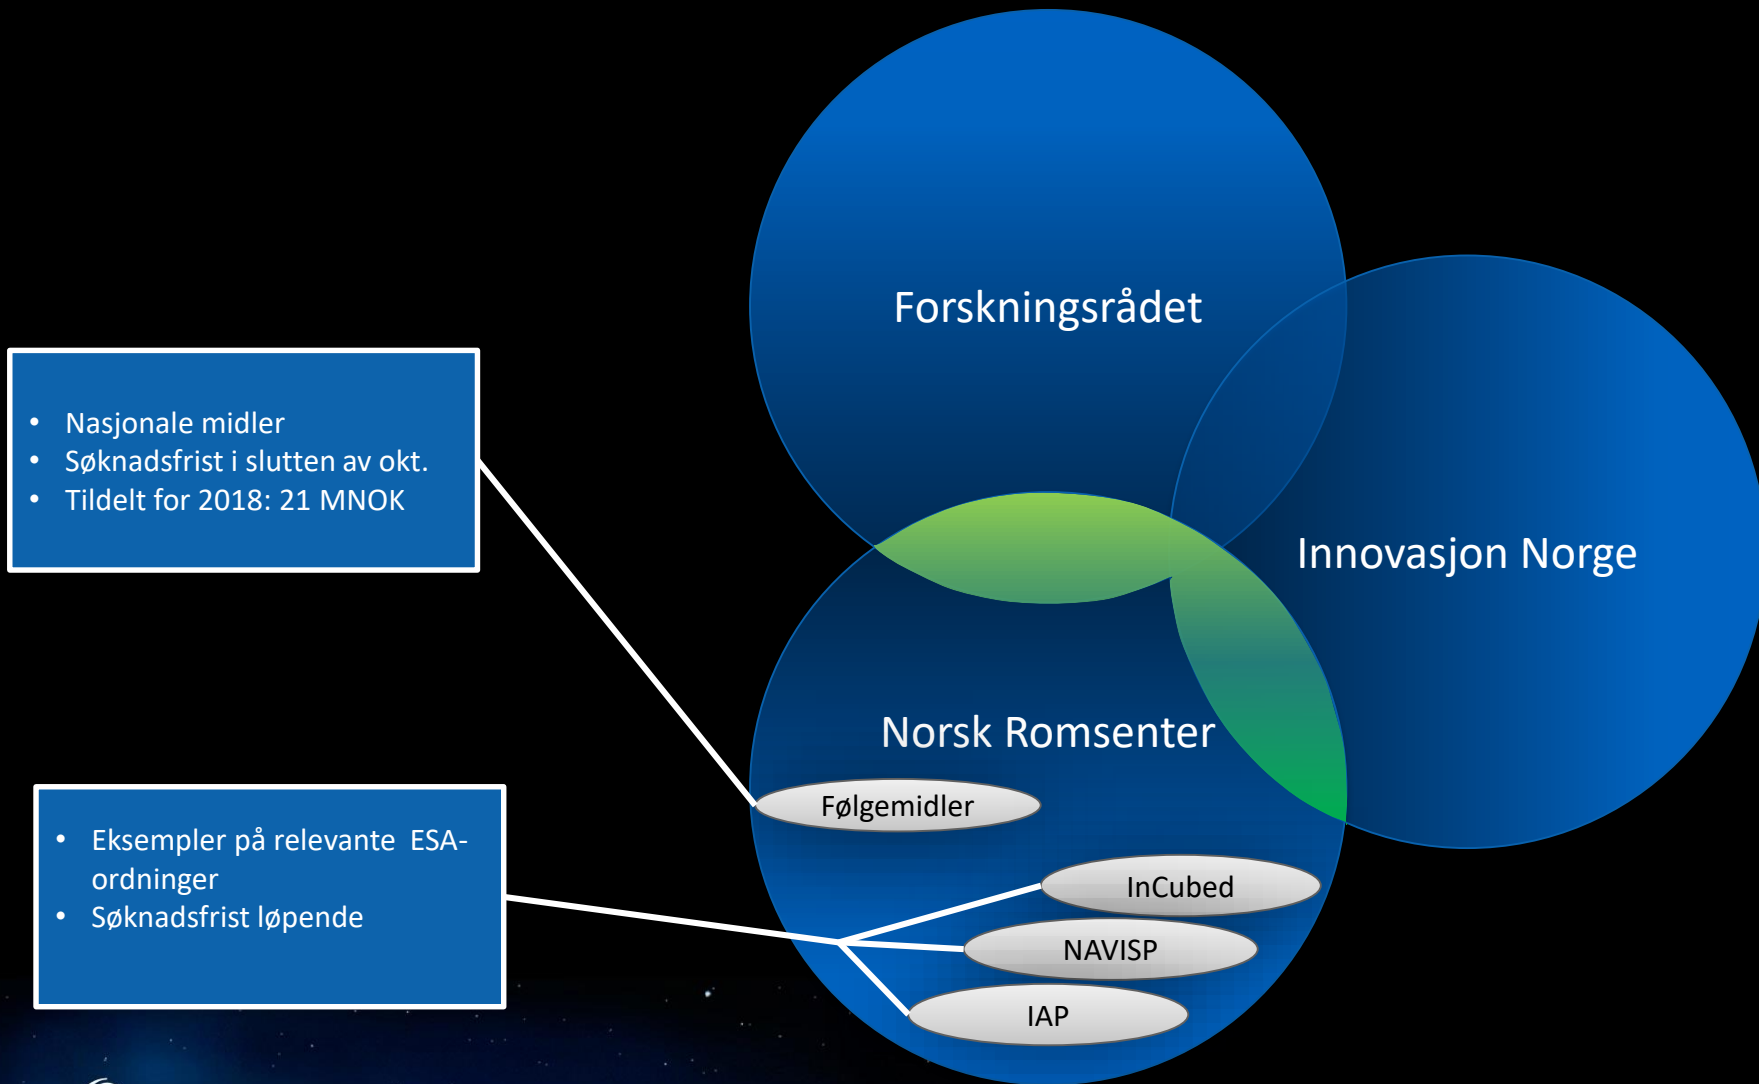 Forskningsrådet
• Nasjonale midler
• Søknadsfrist i slutten av okt.
• Tildelt for 2018: 21 MNOK
Innovasjon Norge
Norsk Romsenter
Følgemidler
• Eksempler på relevante ESA-
ordninger
• Søknadsfrist løpende
InCubed
NAVISP
IAP